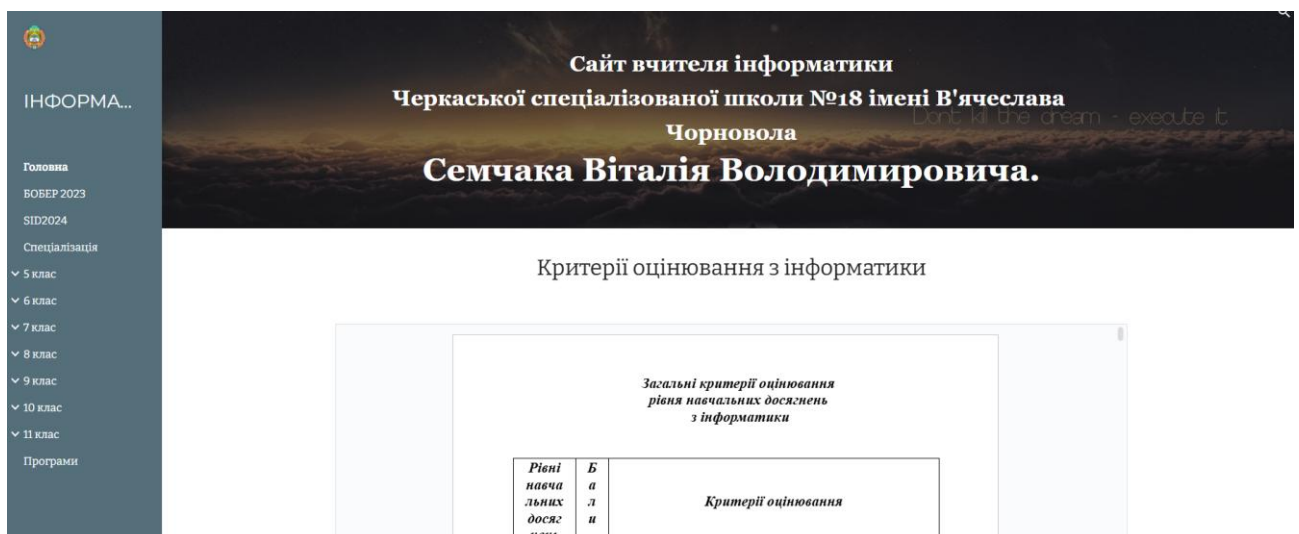 ІНФОРМА...
Головна
БОБЕР 2023
SID2024
Спеціалізація
5 клас
6 клас
7 клас
8 клас
9 клас
10 клас
11 клас
Програми
Сайт вчителя інформатики
Черкаської спеціалізованої школи №18 імені В'ячеслава
Чорновола
Dont kill the dream - execute it
Семчака Віталія Володимировича.
Критерії оцінювання з інформатики
Загальні критерії оцінювання
рівня навчальних досягнень
з інформатики
Рівні
навча
льних
досяг
Б
а
л
и
Критерії оцінювання